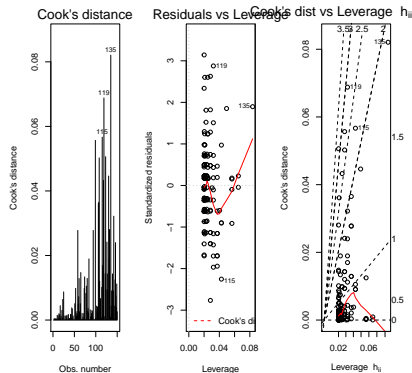 Cook's distance
Cook's distance
0.00 0.02 0.04 0.06 0.08
0 50 100
Obs. number
135
119
115
Residuals vs Leverage
Standardized residuals
−3 −2 −1 0 1 2 3
0.00 0.04 0.08
Leverage
119
135
115
Cook's di
Cook's dist vs Leverage hii
Cook's distance
0.00 0.02 0.04 0.06 0.08
0.02 0.06
Leverage hii
3.5 3 2.5 2
1.5
1
0.5
0
135
119
115